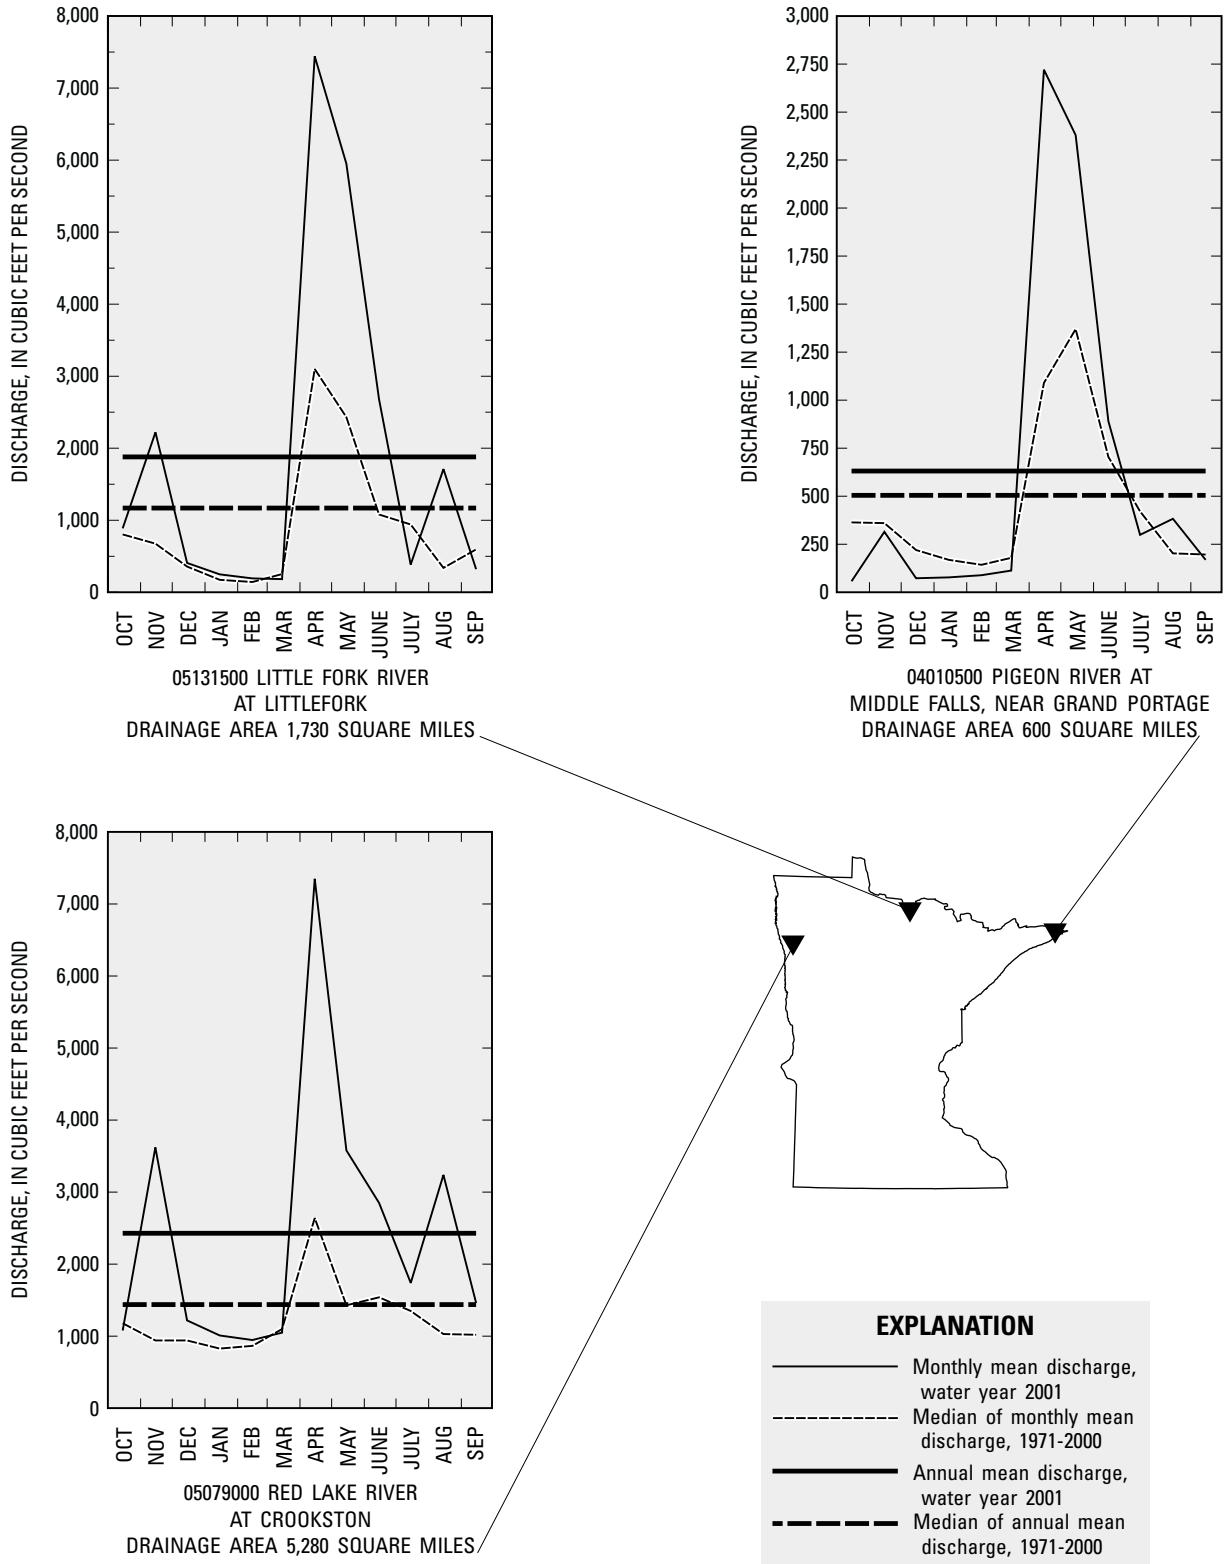 DISCHARGE, IN CUBIC FEET PER SECOND
8,000
7,000
6,000
5,000
4,000
3,000
2,000
1,000
0
OCT
NOV
DEC
JAN
FEB
MAR
APR
MAY
JUNE
JULY
AUG
SEP
05131500 LITTLE FORK RIVER
AT LITTLEFORK
DRAINAGE AREA 1,730 SQUARE MILES
DISCHARGE, IN CUBIC FEET PER SECOND
3,000
2,750
2,500
2,250
2,000
1,750
1,500
1,250
1,000
750
500
250
0
OCT
NOV
DEC
JAN
FEB
MAR
APR
MAY
JUNE
JULY
AUG
SEP
04010500 PIGEON RIVER AT
MIDDLE FALLS, NEAR GRAND PORTAGE
DRAINAGE AREA 600 SQUARE MILES
DISCHARGE, IN CUBIC FEET PER SECOND
8,000
7,000
6,000
5,000
4,000
3,000
2,000
1,000
0
OCT
NOV
DEC
JAN
FEB
MAR
APR
MAY
JUNE
JULY
AUG
SEP
05079000 RED LAKE RIVER
AT CROOKSTON
DRAINAGE AREA 5,280 SQUARE MILES
EXPLANATION
Monthly mean discharge,
water year 2001
Median of monthly mean
discharge, 1971-2000
Annual mean discharge,
water year 2001
Median of annual mean
discharge, 1971-2000